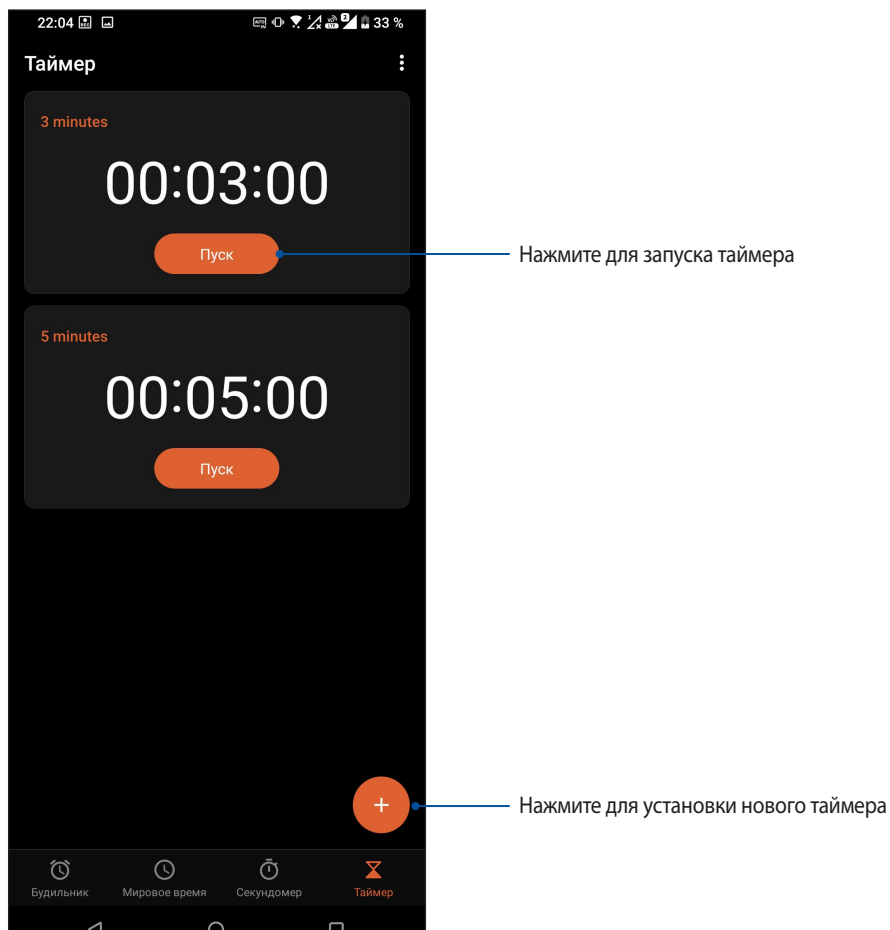 22:04 33 %
Таймер
3 minutes
00:03:00
Пуск
Нажмите для запуска таймера
5 minutes
00:05:00
Пуск
+
Нажмите для установки нового таймера
Будильник Мировое время Секундомер Таймер